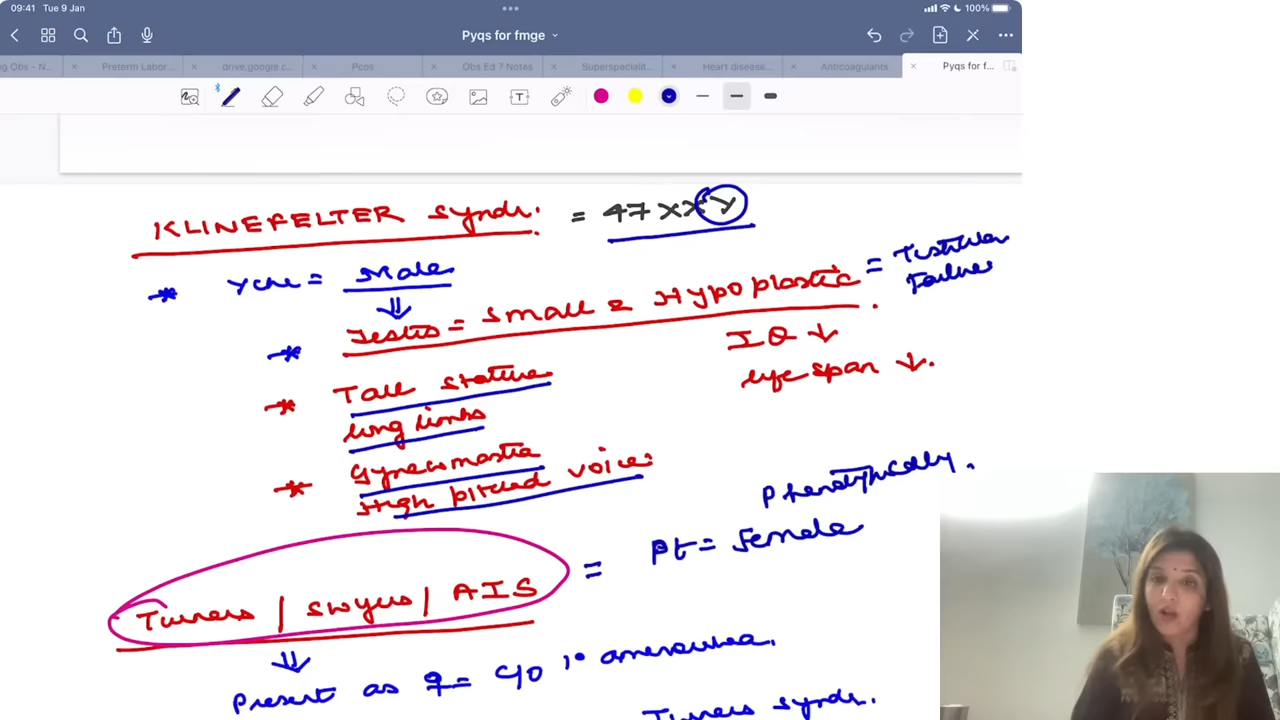 09:41 Tue 9 Jan
100%
Pyqs for fmge
ng Obs - N...
Preterm Labor...
drive.google.c...
Pcos
Obs Ed 7 Notes
Superspecialit...
Heart disease...
Anticoagulants
Pyqs for f...
KLINEFELTER syndr. = 47 XXY
* Ychr = Male
⇓
* Testis = small & Hypoplastic = Testicular Failure
IQ ↓
life span ↓.
* Tall stature
long limbs
* Gynecomastia
High pitched voice
Phenotypically.
Turners / swyers / AIS = Pt = Female
⇓
Present as ♀ = C/O 1° amenorrhea.
Turners syndr.